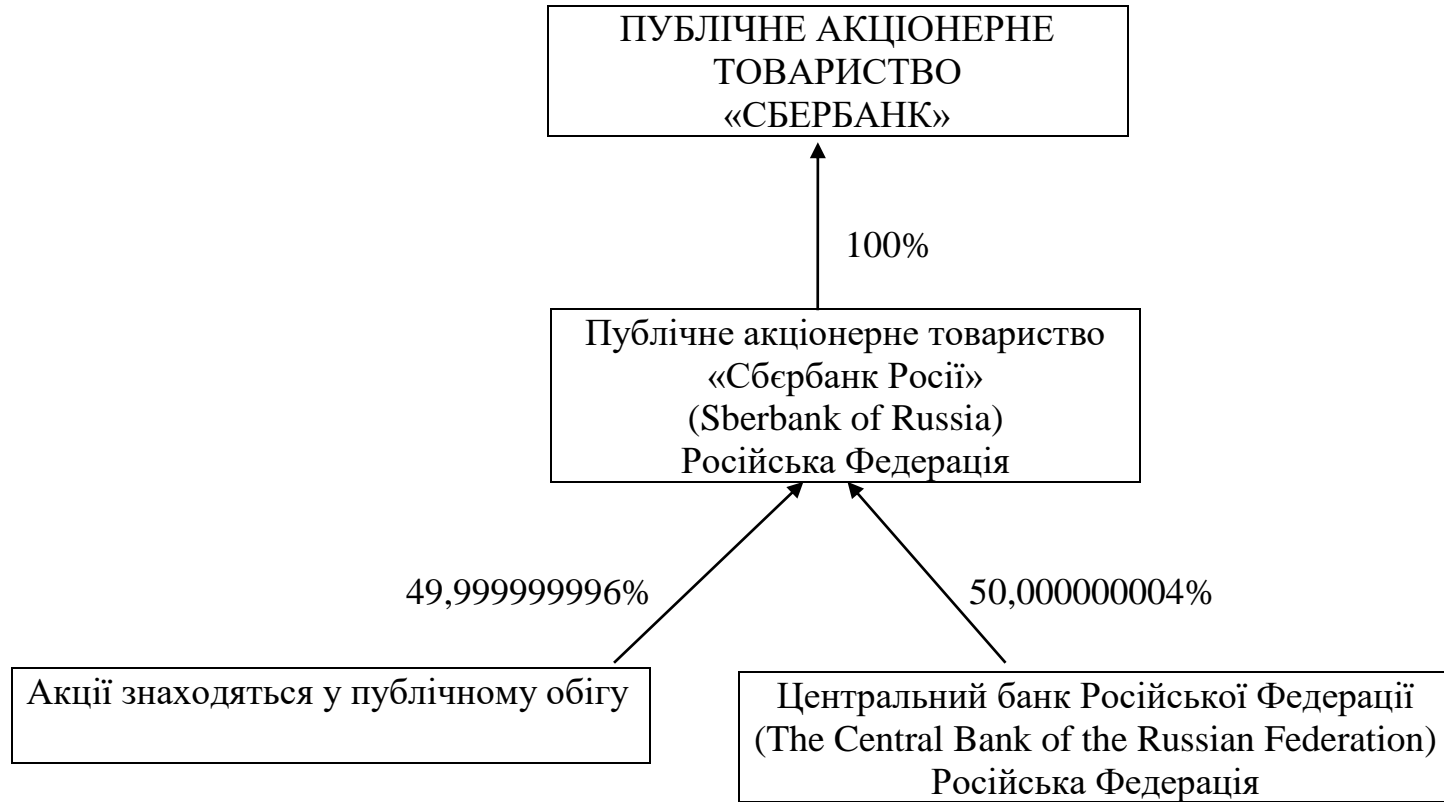 ПУБЛІЧНЕ АКЦІОНЕРНЕ
ТОВАРИСТВО
«СБЕРБАНК»
100%
Публічне акціонерне товариство
«Сбєрбанк Росії»
(Sberbank of Russia)
Російська Федерація
49,999999996%
50,000000004%
Акції знаходяться у публічному обігу
Центральний банк Російської Федерації
(The Central Bank of the Russian Federation)
Російська Федерація